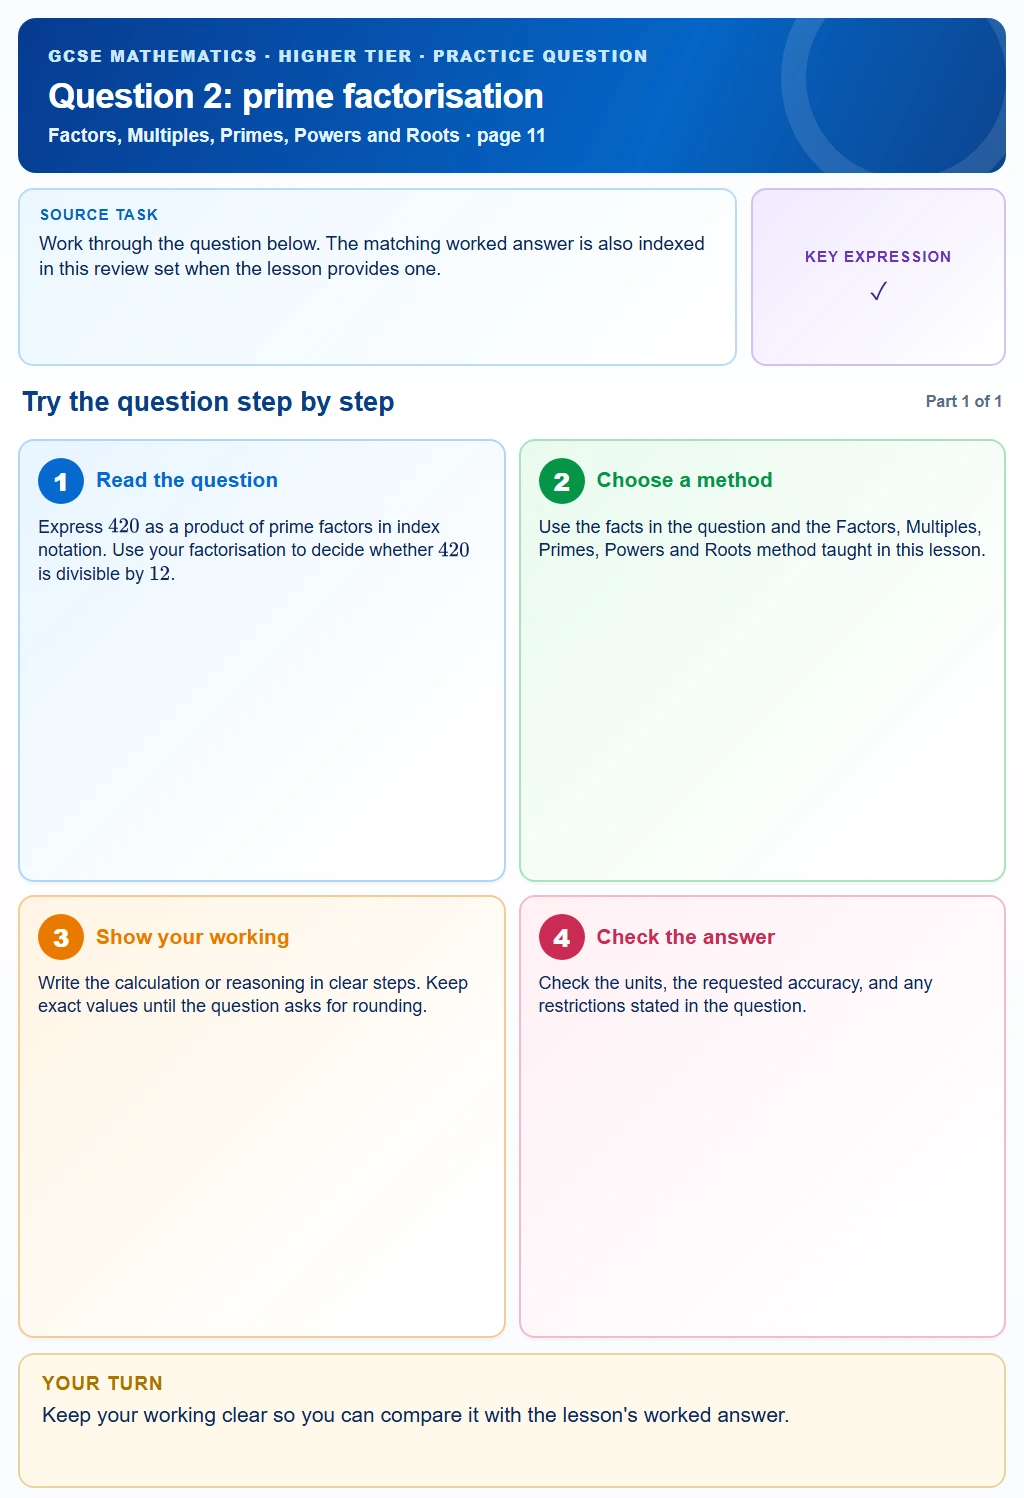 GCSE MATHEMATICS · HIGHER TIER · PRACTICE QUESTION
Question 2: prime factorisation
Factors, Multiples, Primes, Powers and Roots · page 11
SOURCE TASK
Work through the question below. The matching worked answer is also indexed
in this review set when the lesson provides one.
KEY EXPRESSION
✓
Try the question step by step
Part 1 of 1
1 Read the question
Express 420 as a product of prime factors in index
notation. Use your factorisation to decide whether 420
is divisible by 12.
2 Choose a method
Use the facts in the question and the Factors, Multiples,
Primes, Powers and Roots method taught in this lesson.
3 Show your working
Write the calculation or reasoning in clear steps. Keep
exact values until the question asks for rounding.
4 Check the answer
Check the units, the requested accuracy, and any
restrictions stated in the question.
YOUR TURN
Keep your working clear so you can compare it with the lesson's worked answer.